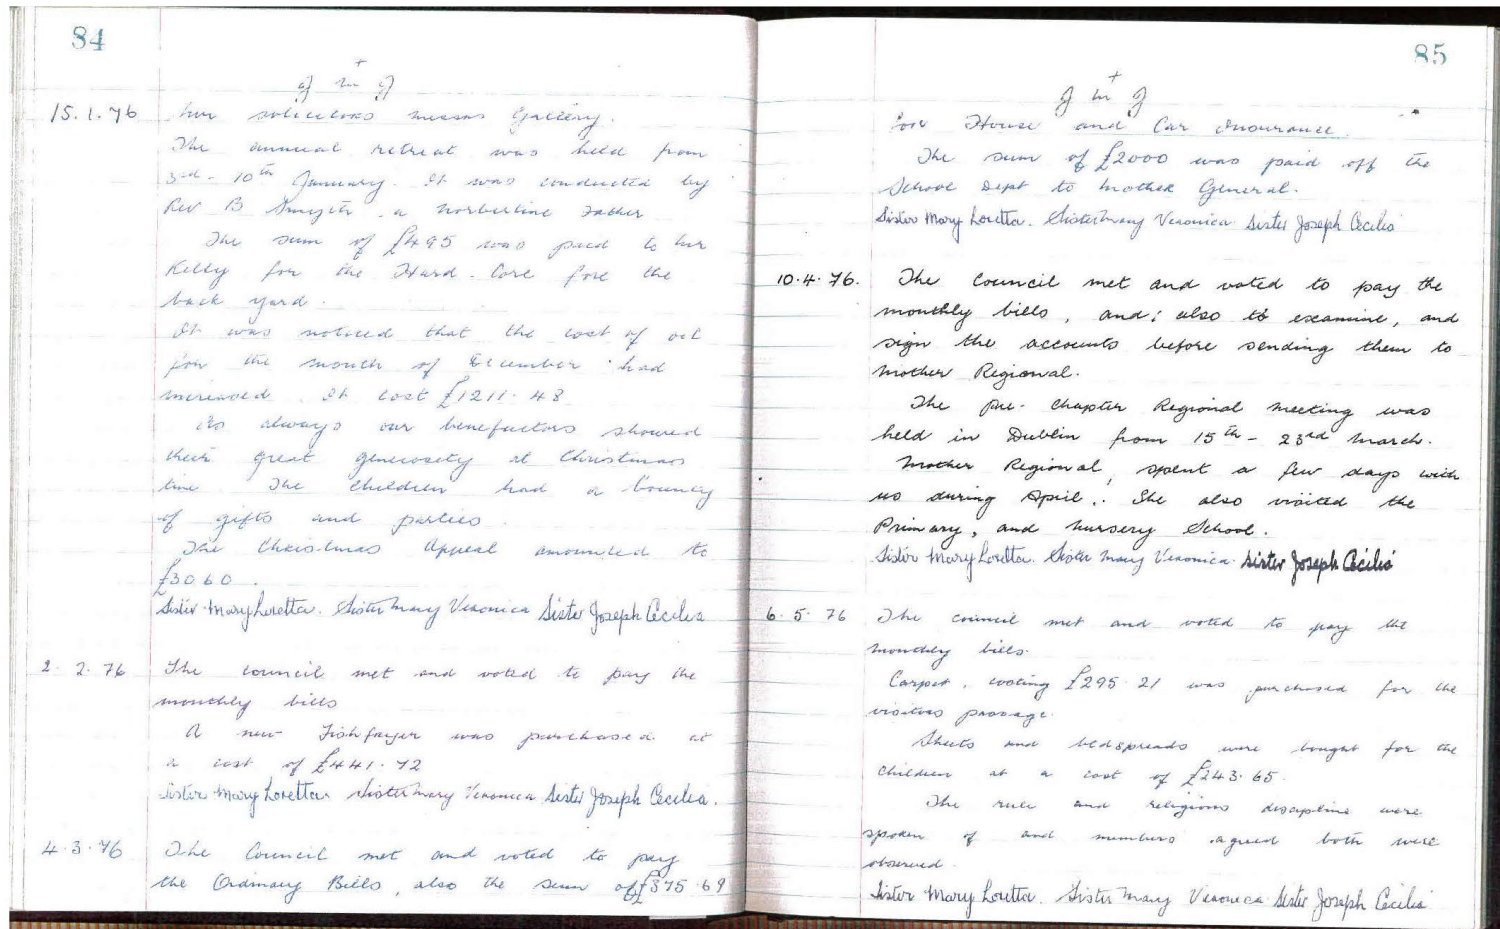 84
+
J m J
15.1.76 her solicitors messrs Gallery.
The annual retreat was held from
3rd - 10th January. It was conducted by
Rev B Smyth, a Norbertine Father
The sum of £495 was paid to Mr
Kelly for the Hard-Core for the
back yard.
It was noticed that the cost of oil
for the month of December had
increased. It cost £1211.48
As always our benefactors showed
their great generosity at Christmas
time The children had a bounty
of gifts and parties
The Christmas Appeal amounted to
£3060.
Sister Mary Loretta. Sister Mary Veronica Sister Joseph Cecilia
2. 2. 76 The council met and voted to pay the
monthly bills
A new Fish frayer was purchased at
a cost of £441.72
Sister Mary Loretta. Sister Mary Veronica Sister Joseph Cecilia.
4.3.76 The Council met and voted to pay
the Ordinary Bills, also the sum of £375.69
85
+
J m J
for House and Car insurance.
The sum of £2000 was paid off the
School Dept to Mother General.
Sister Mary Loretta. Sister Mary Veronica Sister Joseph Cecilia
10.4.76. The Council met and voted to pay the
monthly bills, and; also to examine, and
sign the accounts before sending them to
Mother Regional.
The pre-Chapter Regional meeting was
held in Dublin from 15th - 23rd March.
Mother Regional, spent a few days with
us during April. She also visited the
Primary, and Nursery School.
Sister Mary Loretta. Sister Mary Veronica. Sister Joseph Cecilia
6.5.76 The council met and voted to pay the
monthly bills.
Carpet, costing £295.21 was purchased for the
visitors passage.
Sheets and bedspreads were bought for the
children at a cost of £243.65.
The rule and religious discipline were
spoken of and members agreed both were
observed.
Sister Mary Loretta. Sister Mary Veronica Sister Joseph Cecilia